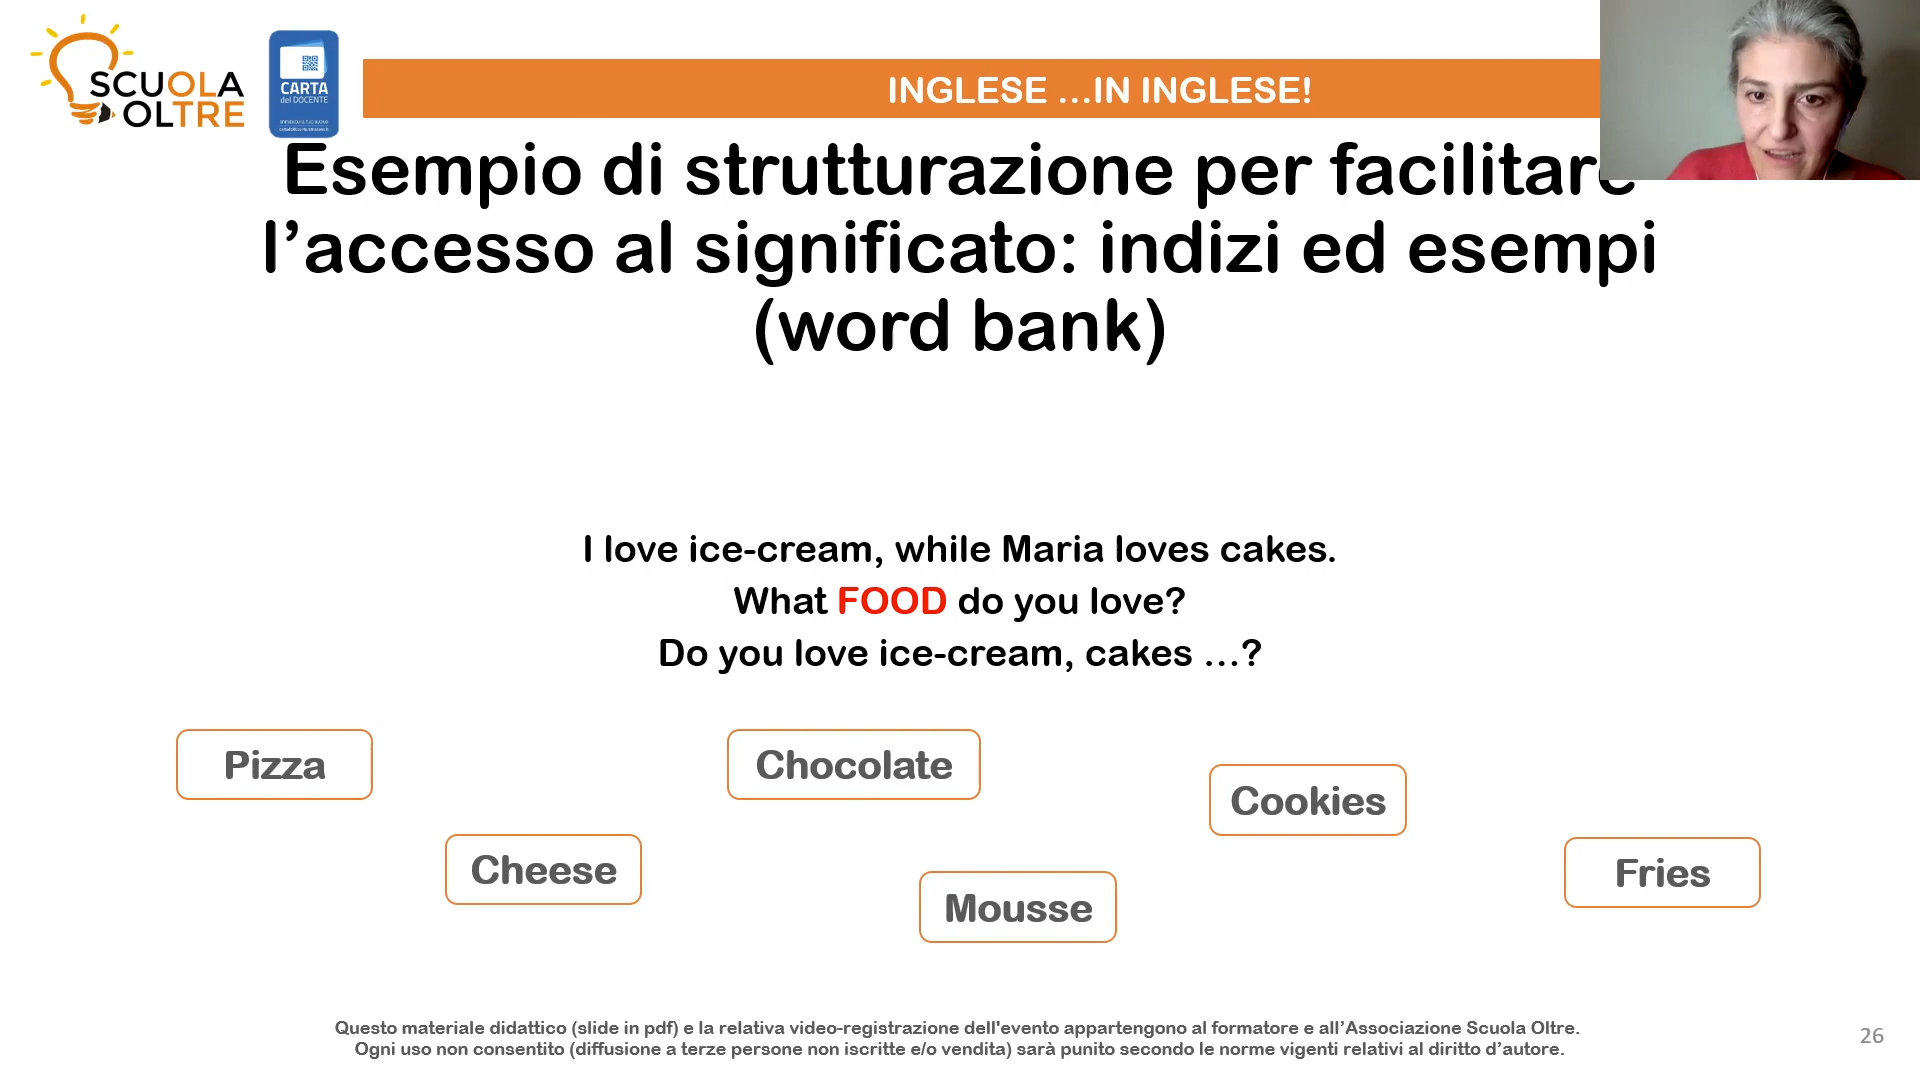 SCUOLA
OLTRE
CARTA
del DOCENTE
INGLESE ...IN INGLESE!
Esempio di strutturazione per facilitare
l’accesso al significato: indizi ed esempi
(word bank)
I love ice-cream, while Maria loves cakes.
What FOOD do you love?
Do you love ice-cream, cakes ...?
Pizza
Chocolate
Cookies
Cheese
Fries
Mousse
Questo materiale didattico (slide in pdf) e la relativa video-registrazione dell'evento appartengono al formatore e all’Associazione Scuola Oltre.
Ogni uso non consentito (diffusione a terze persone non iscritte e/o vendita) sarà punito secondo le norme vigenti relativi al diritto d’autore.
26